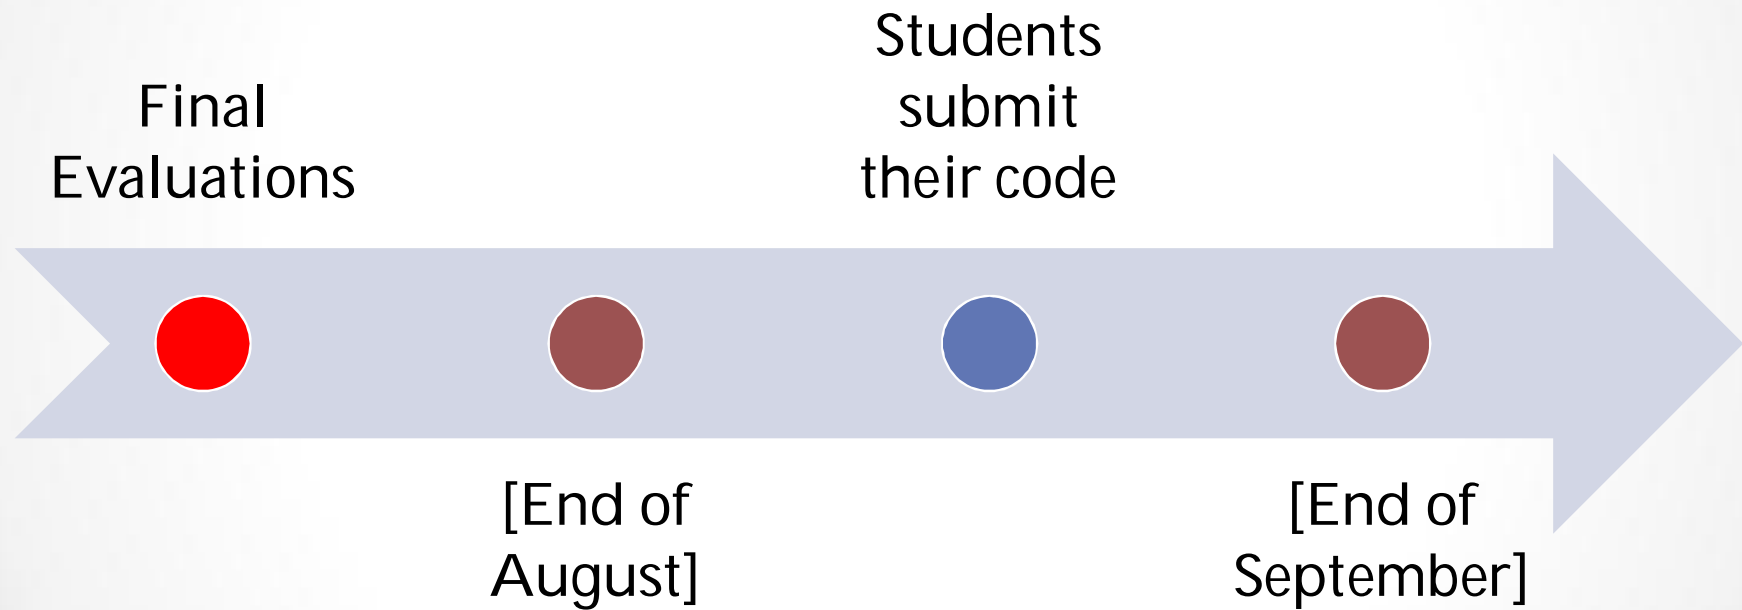 Final
Evaluations
[End of
August]
Students
submit
their code
[End of
September]